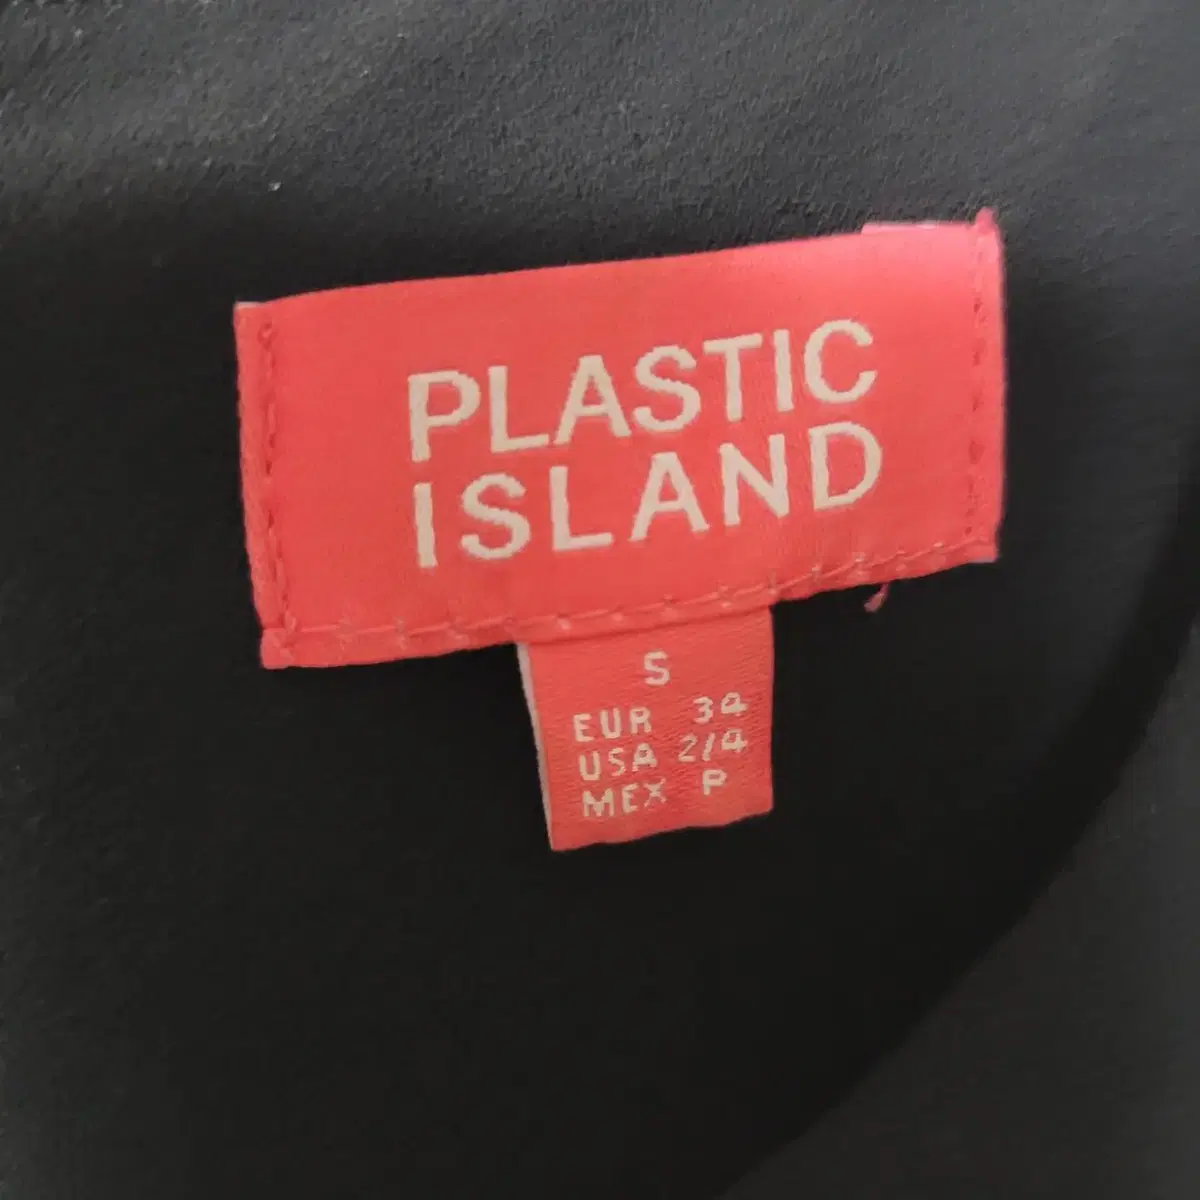 PLASTIC
ISLAND
S
EUR 34
USA 2/4
MEX P